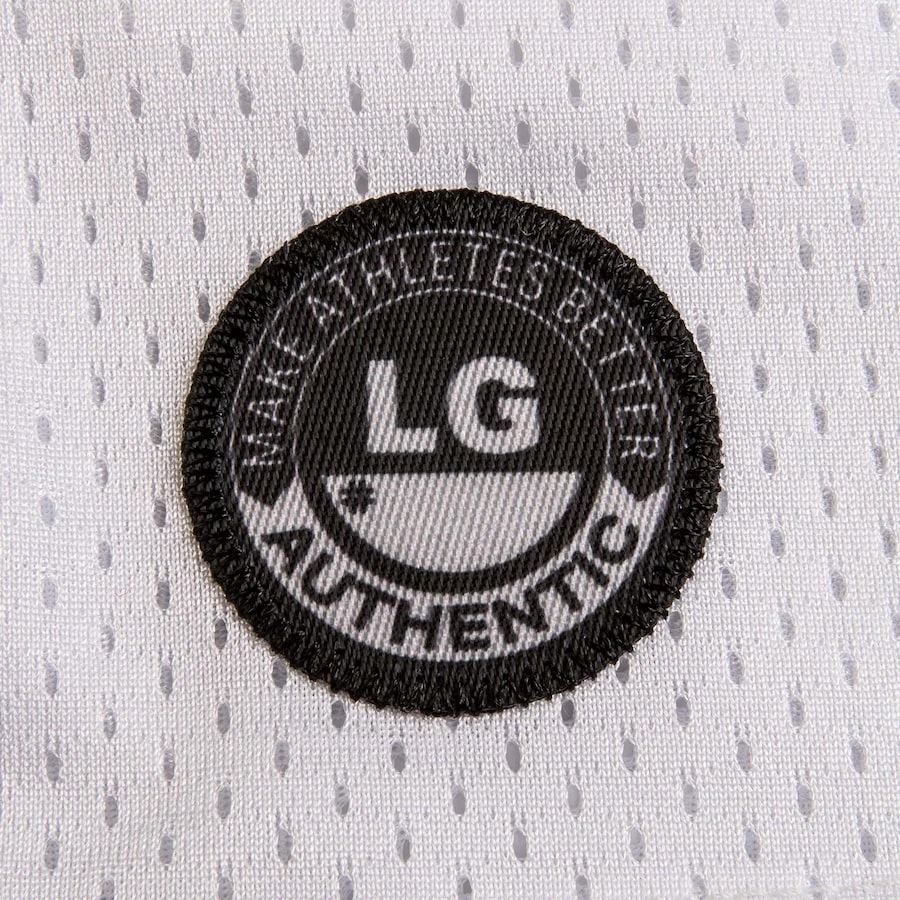 MAKE ATHLETES BETTER
LG
#
AUTHENTIC